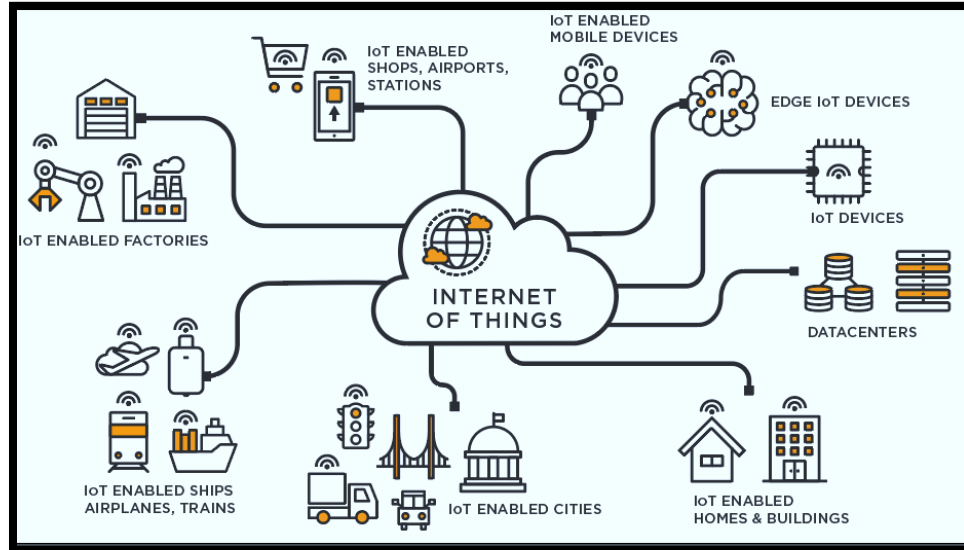 IoT ENABLED
SHOPS, AIRPORTS,
STATIONS
IoT ENABLED
MOBILE DEVICES
EDGE IoT DEVICES
IoT DEVICES
IoT ENABLED FACTORIES
INTERNET
OF THINGS
DATACENTERS
IoT ENABLED SHIPS
AIRPLANES, TRAINS
IoT ENABLED CITIES
IoT ENABLED
HOMES & BUILDINGS